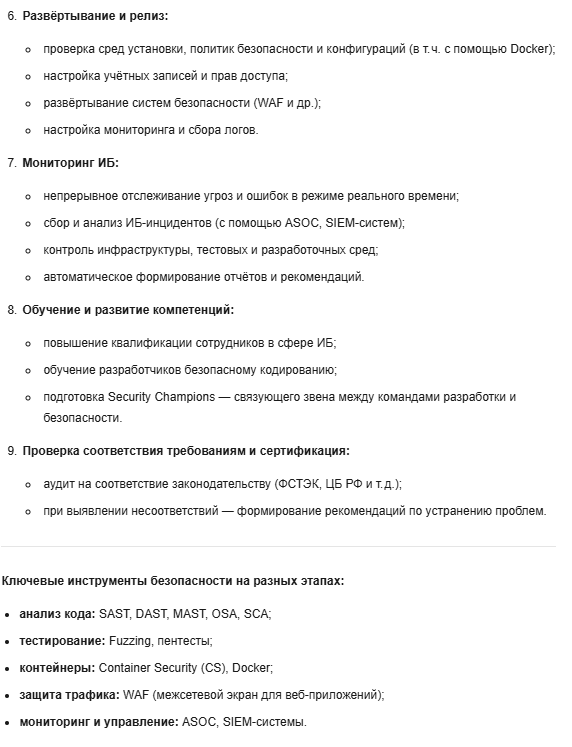 6. Развёртывание и релиз:
○ проверка сред установки, политик безопасности и конфигураций (в т.ч. с помощью Docker);
○ настройка учётных записей и прав доступа;
○ развёртывание систем безопасности (WAF и др.);
○ настройка мониторинга и сбора логов.
7. Мониторинг ИБ:
○ непрерывное отслеживание угроз и ошибок в режиме реального времени;
○ сбор и анализ ИБ-инцидентов (с помощью ASOC, SIEM-систем);
○ контроль инфраструктуры, тестовых и разработочных сред;
○ автоматическое формирование отчётов и рекомендаций.
8. Обучение и развитие компетенций:
○ повышение квалификации сотрудников в сфере ИБ;
○ обучение разработчиков безопасному кодированию;
○ подготовка Security Champions — связующего звена между командами разработки и
безопасности.
9. Проверка соответствия требованиям и сертификация:
○ аудит на соответствие законодательству (ФСТЭК, ЦБ РФ и т.д.);
○ при выявлении несоответствий — формирование рекомендаций по устранению проблем.
Ключевые инструменты безопасности на разных этапах:
• анализ кода: SAST, DAST, MAST, OSA, SCA;
• тестирование: Fuzzing, пентесты;
• контейнеры: Container Security (CS), Docker;
• защита трафика: WAF (межсетевой экран для веб-приложений);
• мониторинг и управление: ASOC, SIEM-системы.